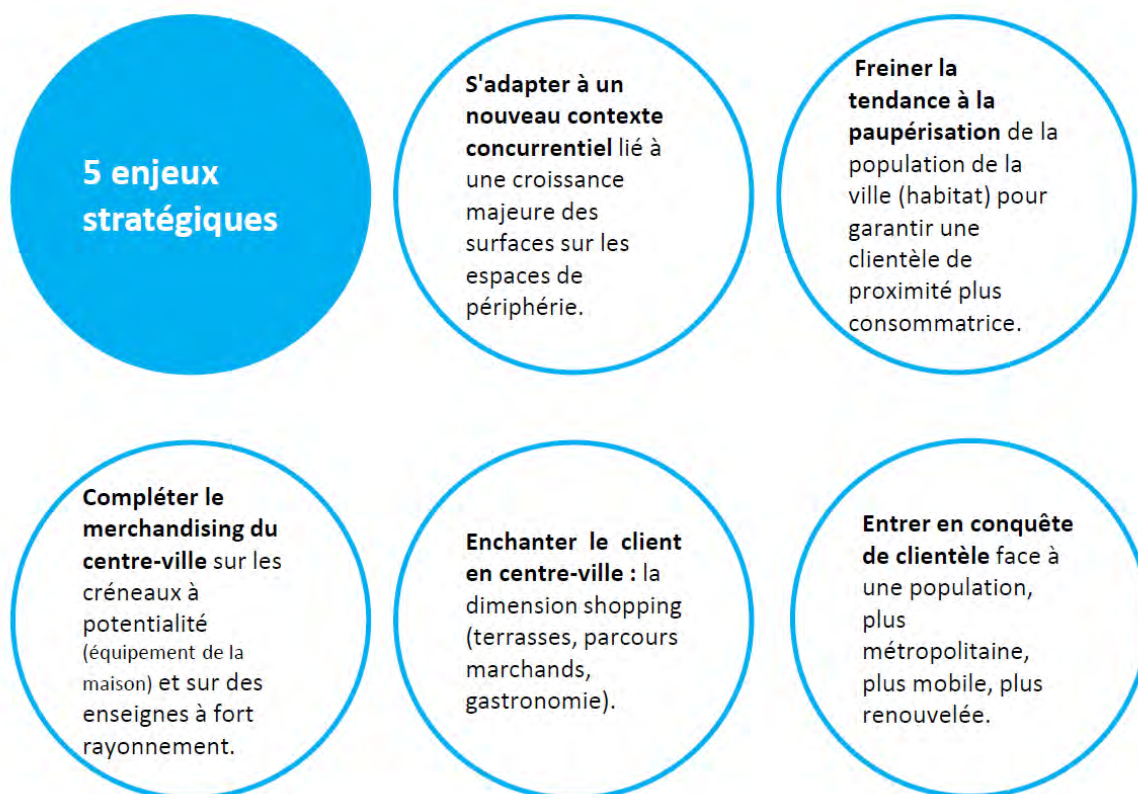 5 enjeux
stratégiques
S'adapter à un
nouveau contexte
concurrentiel lié à
une croissance
majeure des
surfaces sur les
espaces de
périphérie.
Freiner la
tendance à la
paupérisation de la
population de la
ville (habitat) pour
garantir une
clientèle de
proximité plus
consommatrice.
Compléter le
merchandising du
centre-ville sur les
créneaux à
potentialité
(équipement de la
maison) et sur des
enseignes à fort
rayonnement.
Enchanter le client
en centre-ville : la
dimension shopping
(terrasses, parcours
marchands,
gastronomie).
Entrer en conquête
de clientèle face à
une population,
plus
métropolitaine,
plus mobile, plus
renouvelée.